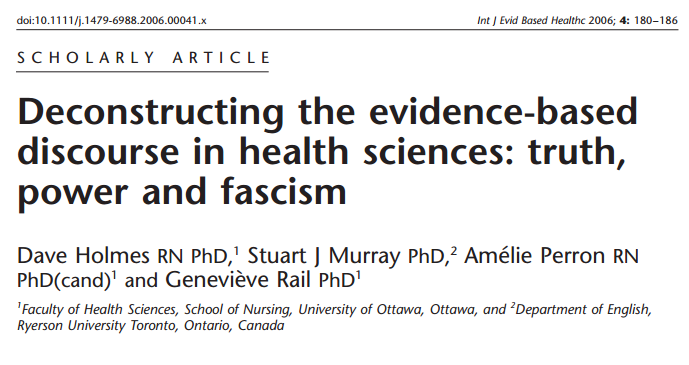 doi:10.1111/j.1479-6988.2006.00041.x Int J Evid Based Healthc 2006; 4: 180–186
SCHOLARLY ARTICLE
Deconstructing the evidence-based
discourse in health sciences: truth,
power and fascism
Dave Holmes RN PhD,1 Stuart J Murray PhD,2 Amélie Perron RN
PhD(cand)1 and Geneviève Rail PhD1
1Faculty of Health Sciences, School of Nursing, University of Ottawa, Ottawa, and 2Department of English,
Ryerson University Toronto, Ontario, Canada